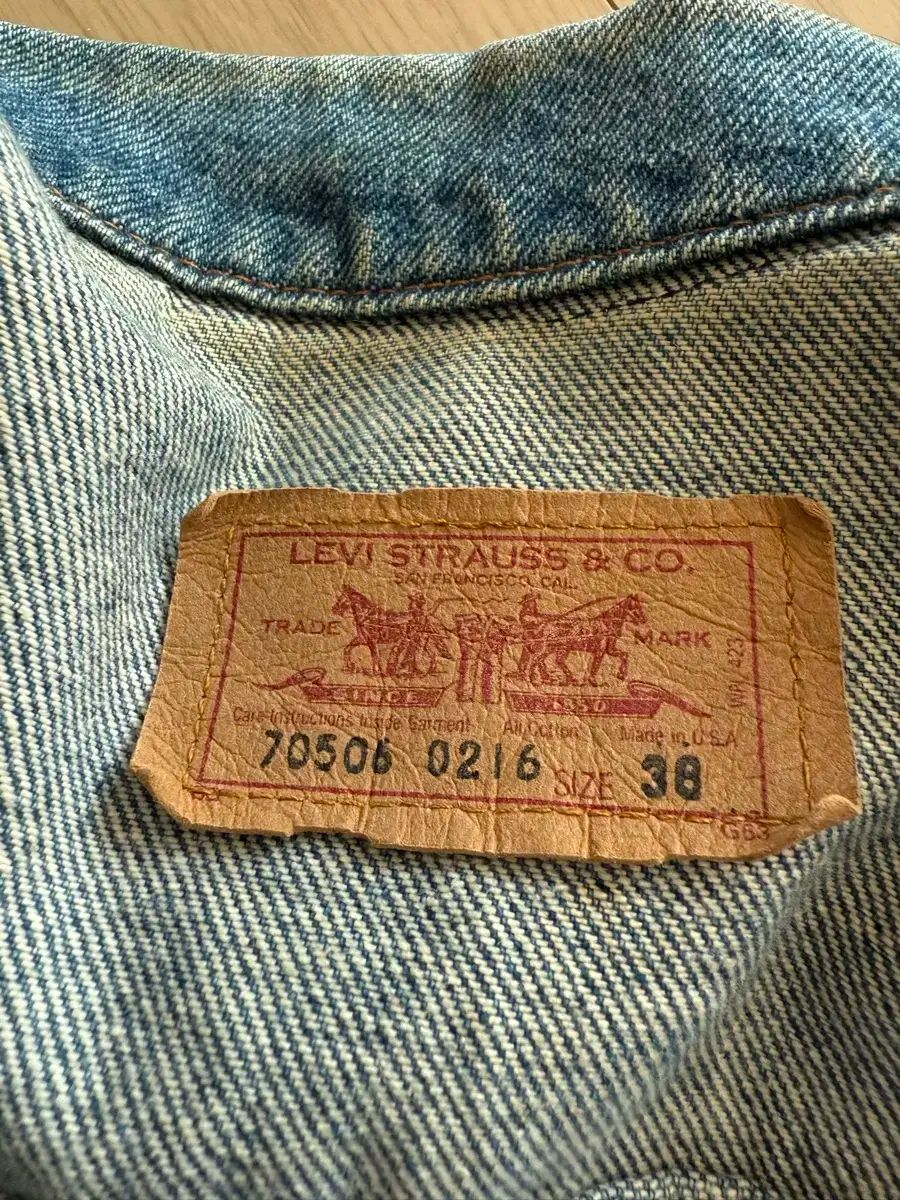 LEVI STRAUSS & CO.
SAN FRANCISCO, CAL.
TRADE MARK
SINCE 1850
WPL 423
Care Instructions Inside Garment All Cotton Made in U.S.A
70506 0216 SIZE 38
G63